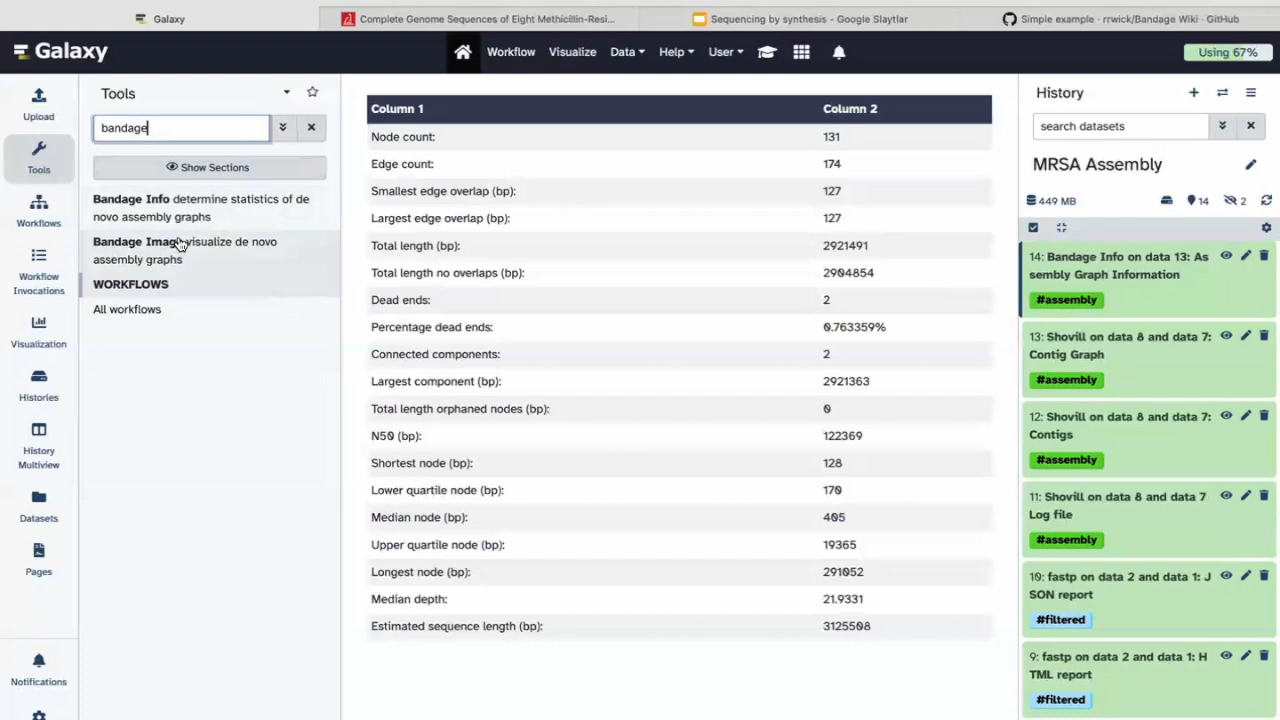 Galaxy
Complete Genome Sequences of Eight Methicillin-Resi...
Sequencing by synthesis - Google Slaytlar
Simple example · rrwick/Bandage Wiki · GitHub
Galaxy
Workflow
Visualize
Data
Help
User
Using 67%
Upload
Tools
Workflows
Workflow
Invocations
Visualization
Histories
History
Multiview
Datasets
Pages
Notifications
Tools
bandage
Show Sections
Bandage Info determine statistics of de
novo assembly graphs
Bandage Imag visualize de novo
assembly graphs
WORKFLOWS
All workflows
Column 1 Column 2
Node count: 131
Edge count: 174
Smallest edge overlap (bp): 127
Largest edge overlap (bp): 127
Total length (bp): 2921491
Total length no overlaps (bp): 2904854
Dead ends: 2
Percentage dead ends: 0.763359%
Connected components: 2
Largest component (bp): 2921363
Total length orphaned nodes (bp): 0
N50 (bp): 122369
Shortest node (bp): 128
Lower quartile node (bp): 170
Median node (bp): 405
Upper quartile node (bp): 19365
Longest node (bp): 291052
Median depth: 21.9331
Estimated sequence length (bp): 3125508
History
search datasets
MRSA Assembly
449 MB
14
2
14: Bandage Info on data 13: As
sembly Graph Information
#assembly
13: Shovill on data 8 and data 7:
Contig Graph
#assembly
12: Shovill on data 8 and data 7:
Contigs
#assembly
11: Shovill on data 8 and data 7
Log file
#assembly
10: fastp on data 2 and data 1: J
SON report
#filtered
9: fastp on data 2 and data 1: H
TML report
#filtered